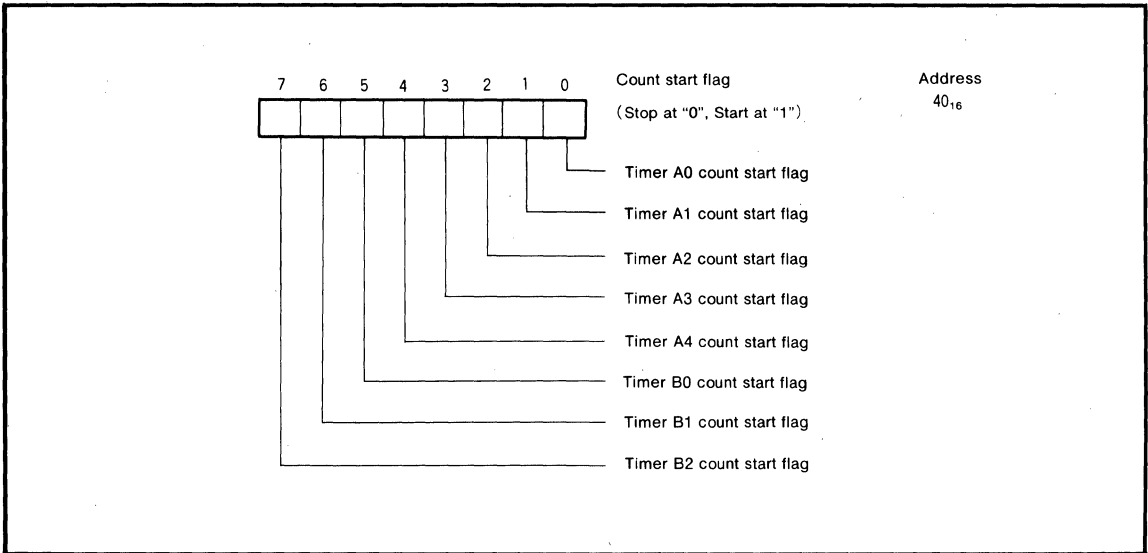 7 6 5 4 3 2 1 0 Count start flag Address
(Stop at “0”, Start at “1”) 40₁₆
Timer A0 count start flag
Timer A1 count start flag
Timer A2 count start flag
Timer A3 count start flag
Timer A4 count start flag
Timer B0 count start flag
Timer B1 count start flag
Timer B2 count start flag